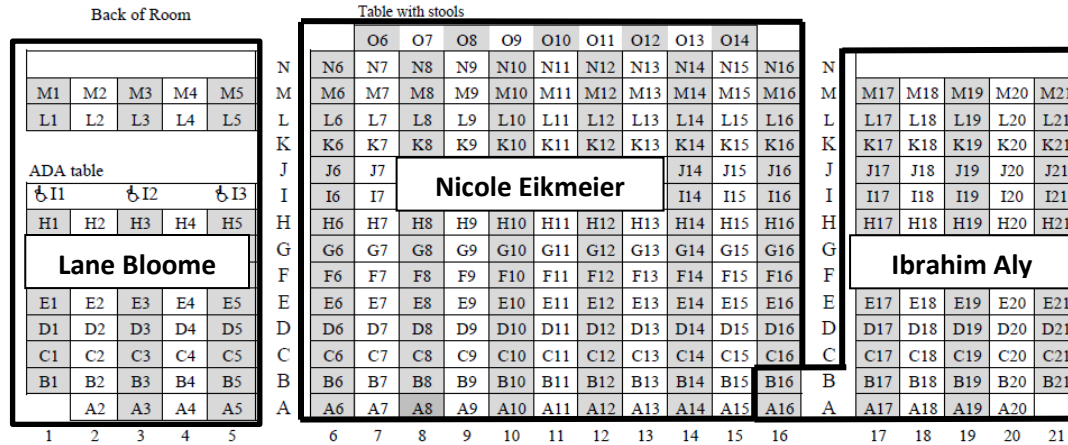 Back of Room Table with stools
O6 O7 O8 O9 O10 O11 O12 O13 O14
N N6 N7 N8 N9 N10 N11 N12 N13 N14 N15 N16 N
M1 M2 M3 M4 M5 M M6 M7 M8 M9 M10 M11 M12 M13 M14 M15 M16 M M17 M18 M19 M20 M21
L1 L2 L3 L4 L5 L L6 L7 L8 L9 L10 L11 L12 L13 L14 L15 L16 L L17 L18 L19 L20 L21
K K6 K7 K8 K9 K10 K11 K12 K13 K14 K15 K16 K K17 K18 K19 K20 K21
ADA table J J6 J7 J14 J15 J16 J J17 J18 J19 J20 J21
I1 I2 I3 I I6 I7 Nicole Eikmeier I14 I15 I16 I I17 I18 I19 I20 I21
H1 H2 H3 H4 H5 H H6 H7 H8 H9 H10 H11 H12 H13 H14 H15 H16 H H17 H18 H19 H20 H21
G G6 G7 G8 G9 G10 G11 G12 G13 G14 G15 G16 G
Lane Bloome Ibrahim Aly
F F6 F7 F8 F9 F10 F11 F12 F13 F14 F15 F16 F
E1 E2 E3 E4 E5 E E6 E7 E8 E9 E10 E11 E12 E13 E14 E15 E16 E E17 E18 E19 E20 E21
D1 D2 D3 D4 D5 D D6 D7 D8 D9 D10 D11 D12 D13 D14 D15 D16 D D17 D18 D19 D20 D21
C1 C2 C3 C4 C5 C C6 C7 C8 C9 C10 C11 C12 C13 C14 C15 C16 C C17 C18 C19 C20 C21
B1 B2 B3 B4 B5 B B6 B7 B8 B9 B10 B11 B12 B13 B14 B15 B16 B B17 B18 B19 B20 B21
A2 A3 A4 A5 A A6 A7 A8 A9 A10 A11 A12 A13 A14 A15 A16 A A17 A18 A19 A20
1 2 3 4 5 6 7 8 9 10 11 12 13 14 15 16 17 18 19 20 21